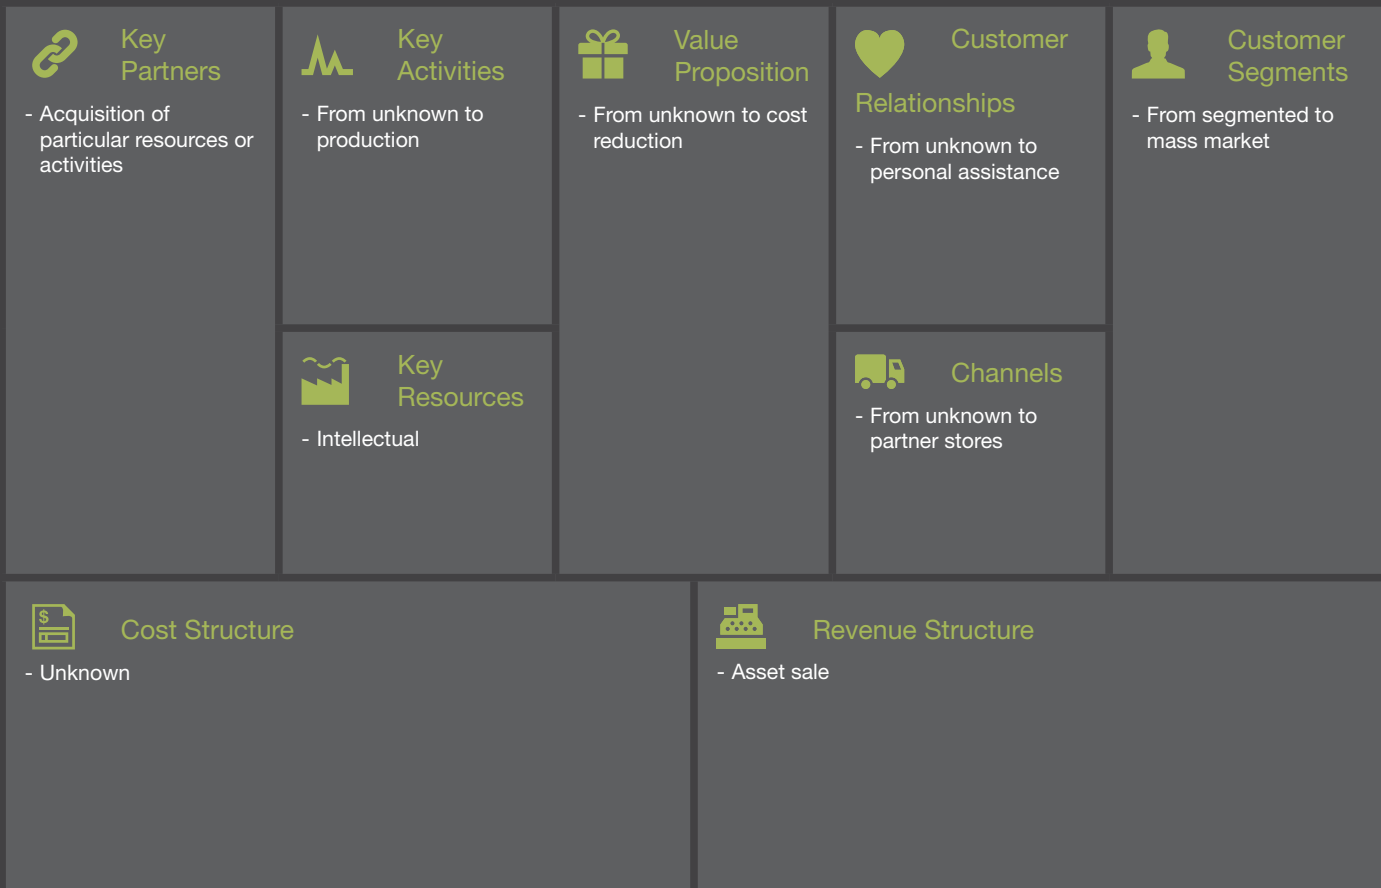 Key
Partners
- Acquisition of
particular resources or
activities
Key
Activities
- From unknown to
production
Key
Resources
- Intellectual
Value
Proposition
- From unknown to cost
reduction
Customer
Relationships
- From unknown to
personal assistance
Channels
- From unknown to
partner stores
Customer
Segments
- From segmented to
mass market
$
Cost Structure
- Unknown
Revenue Structure
- Asset sale